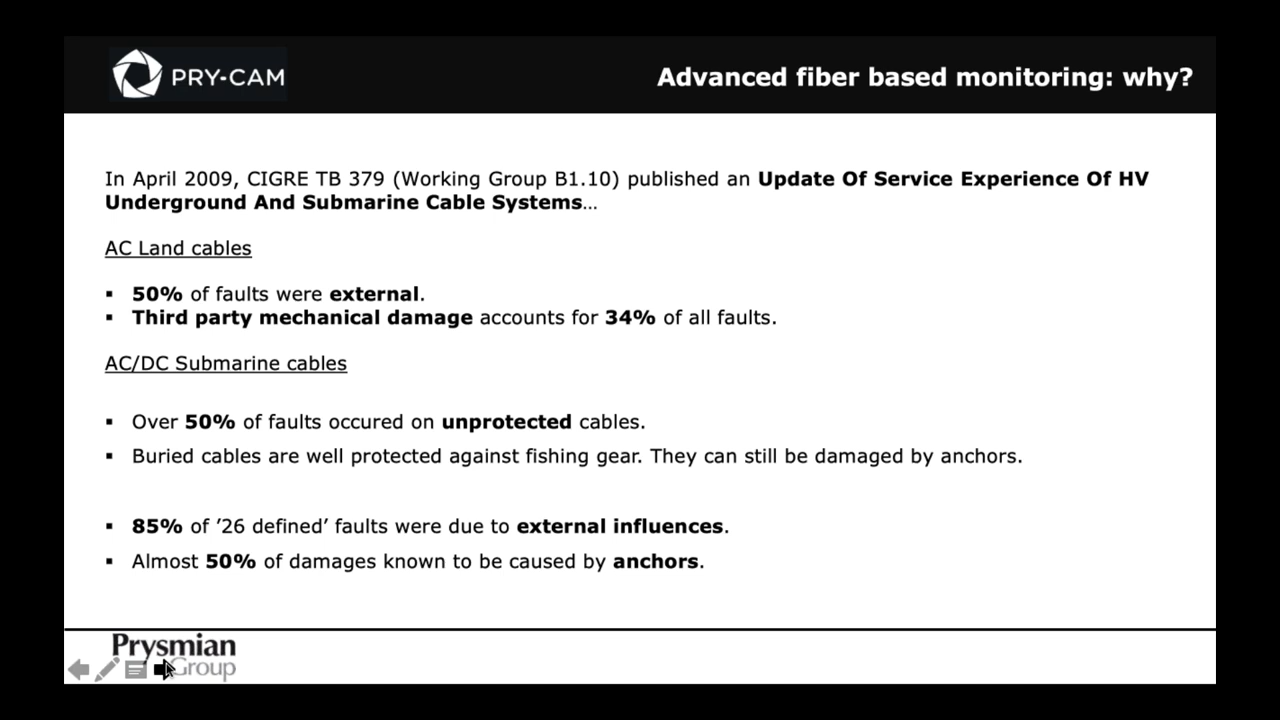 PRY-CAM
Advanced fiber based monitoring: why?
In April 2009, CIGRE TB 379 (Working Group B1.10) published an Update Of Service Experience Of HV
Underground And Submarine Cable Systems…
AC Land cables
▪ 50% of faults were external.
▪ Third party mechanical damage accounts for 34% of all faults.
AC/DC Submarine cables
▪ Over 50% of faults occured on unprotected cables.
▪ Buried cables are well protected against fishing gear. They can still be damaged by anchors.
▪ 85% of ’26 defined’ faults were due to external influences.
▪ Almost 50% of damages known to be caused by anchors.
Prysmian
Group